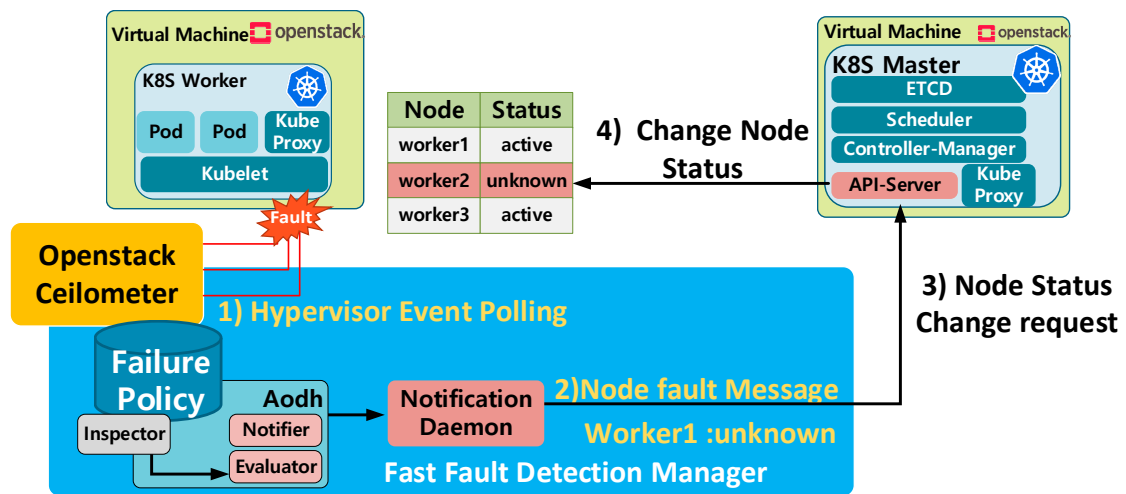 Virtual Machine openstack.
K8S Worker
Pod
Pod
Kube
Proxy
Kubelet
Fault
Node Status
worker1 active
worker2 unknown
worker3 active
4) Change Node
Status
Virtual Machine openstack.
K8S Master
ETCD
Scheduler
Controller-Manager
API-Server
Kube
Proxy
Openstack
Ceilometer
1) Hypervisor Event Polling
3) Node Status
Change request
Failure
Policy
Aodh
Inspector
Notifier
Evaluator
Notification
Daemon
2)Node fault Message
Worker1 :unknown
Fast Fault Detection Manager